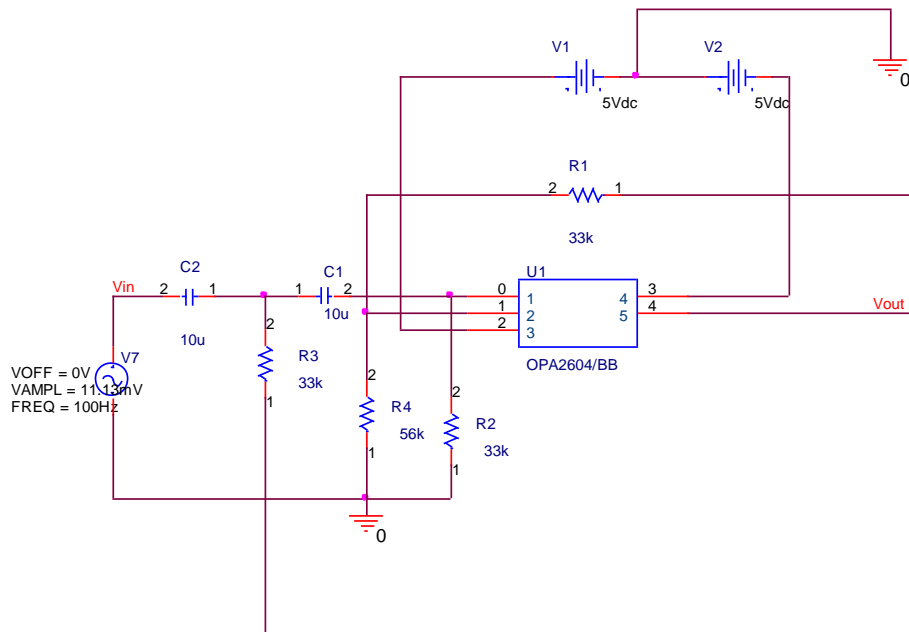 V1
V2
0
5Vdc
5Vdc
R1
2
1
33k
C2
C1
U1
Vin
2
1
1
2
0
1
4
3
1
2
5
4
Vout
2
3
10u
10u
2
OPA2604/BB
V7
R3
VOFF = 0V
33k
VAMPL = 11.13mV
2
2
FREQ = 100Hz
1
R4
R2
56k
33k
1
1
0